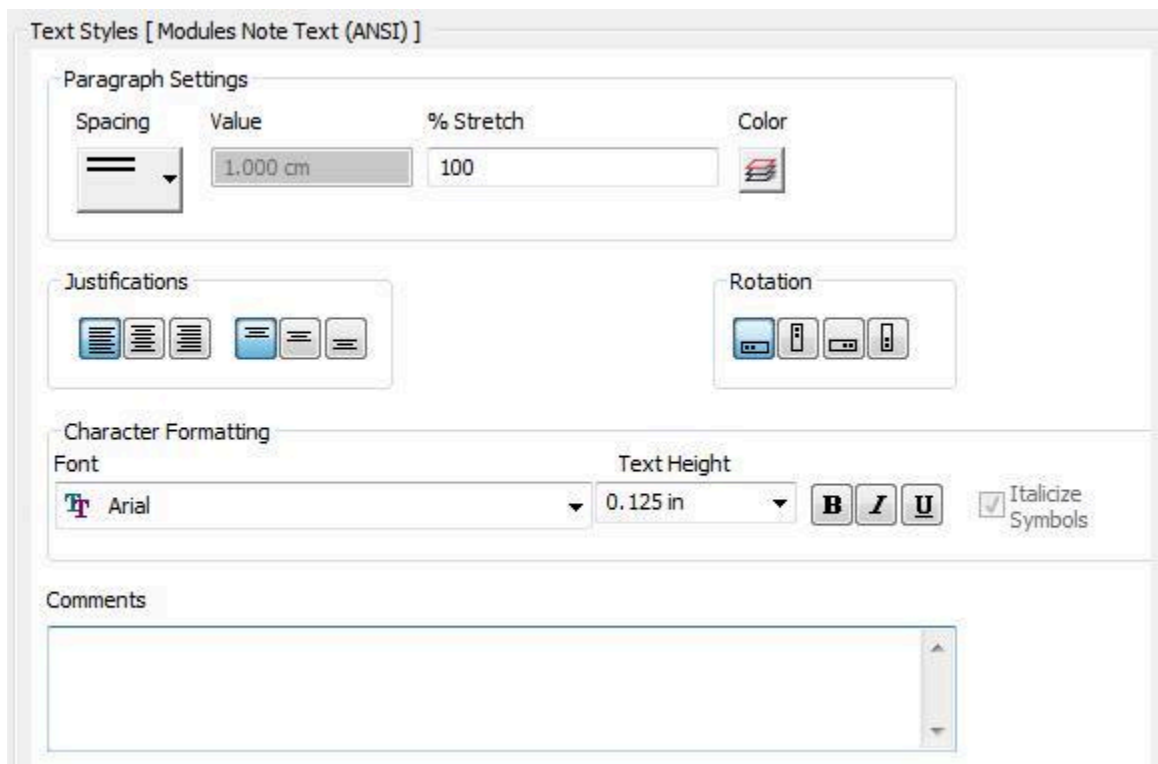 Text Styles [ Modules Note Text (ANSI) ]
Paragraph Settings
Spacing Value % Stretch Color
1.000 cm 100
Justifications Rotation
Character Formatting
Font Text Height
Arial 0.125 in B I U Italicize
Symbols
Comments